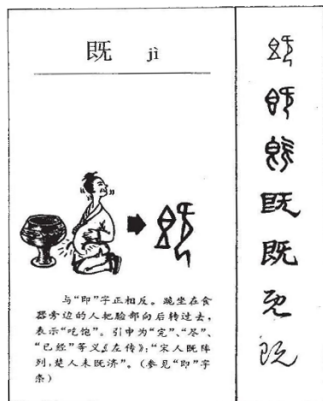 既 jì
与“即”字正相反。跪坐在食
器旁边的人把脸部向后转过去，
表示“吃饱”。引申为“完”、“尽”、
“已经”等义《左传》：“宋人既阵
列，楚人未既济”。（参见“即”字
条）
既
既